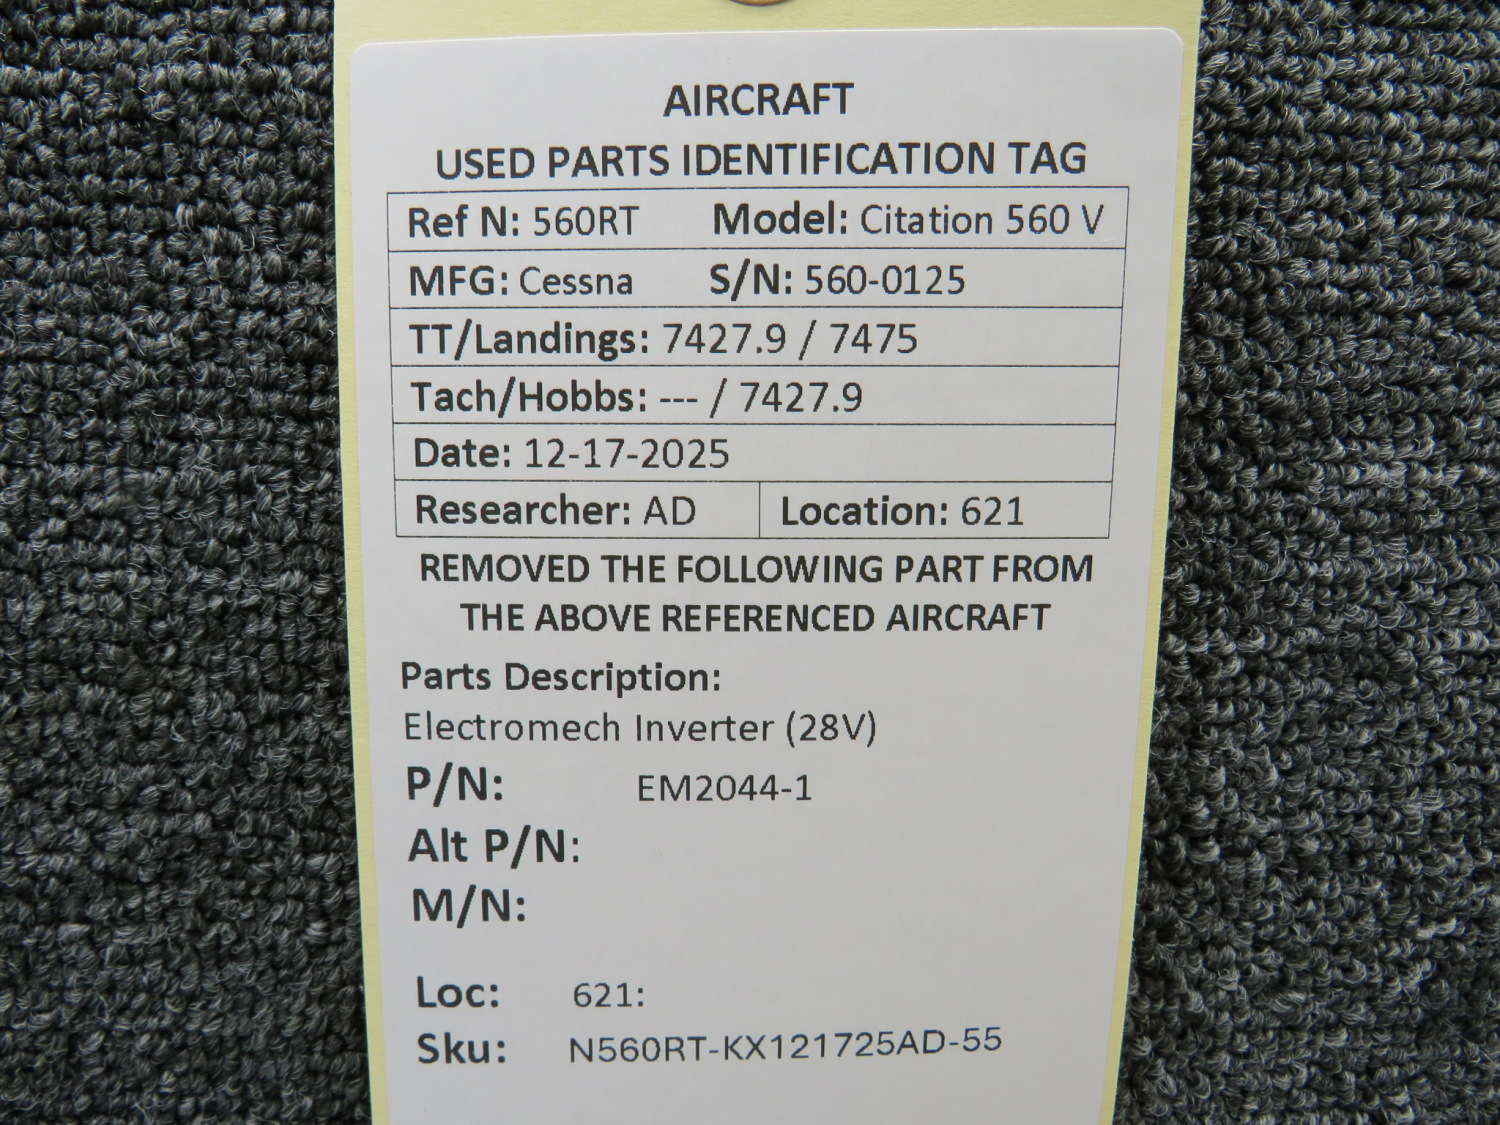 AIRCRAFT
USED PARTS IDENTIFICATION TAG
Ref N: 560RT Model: Citation 560 V
MFG: Cessna S/N: 560-0125
TT/Landings: 7427.9 / 7475
Tach/Hobbs: --- / 7427.9
Date: 12-17-2025
Researcher: AD Location: 621
REMOVED THE FOLLOWING PART FROM
THE ABOVE REFERENCED AIRCRAFT
Parts Description:
Electromech Inverter (28V)
P/N: EM2044-1
Alt P/N:
M/N:
Loc: 621:
Sku: N560RT-KX121725AD-55